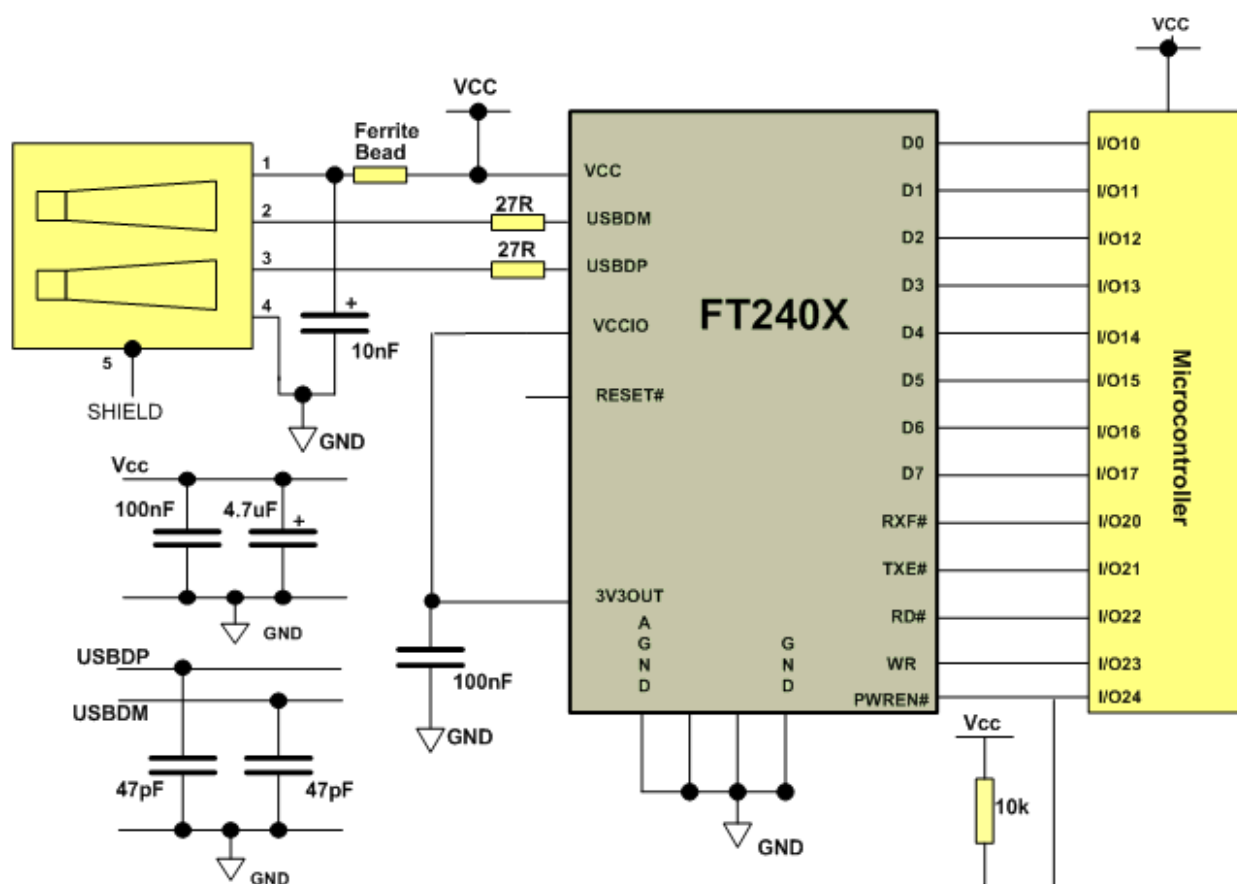 VCC
VCC
Ferrite
Bead
1
2
3
4
5
SHIELD
27R
27R
+
10nF
GND
VCC
USBDM
USBDP
VCCIO
RESET#
3V3OUT
FT240X
AGND
GND
D0
D1
D2
D3
D4
D5
D6
D7
RXF#
TXE#
RD#
WR
PWREN#
I/O10
I/O11
I/O12
I/O13
I/O14
I/O15
I/O16
I/O17
I/O20
I/O21
I/O22
I/O23
I/O24
Microcontroller
Vcc
100nF
4.7uF
+
GND
USBDP
USBDM
47pF
47pF
GND
100nF
GND
GND
Vcc
10k